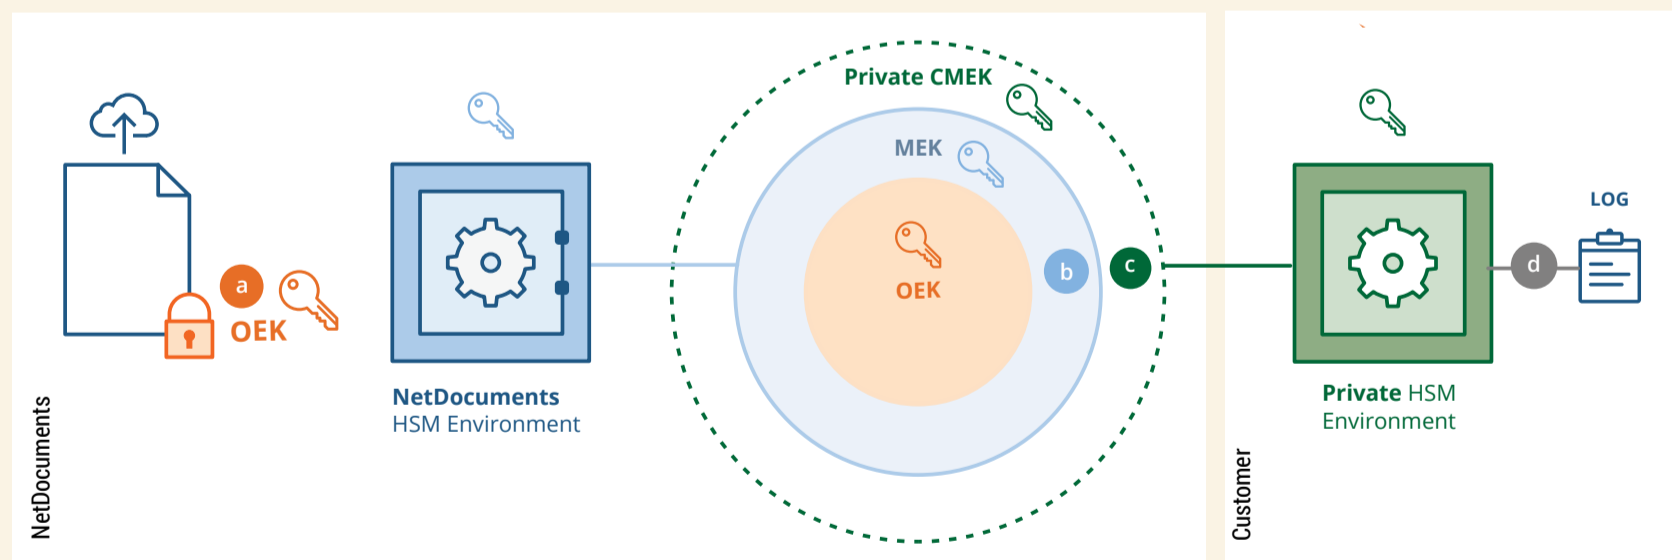 Private CMEK
MEK
OEK
a
OEK
b
c
d
LOG
NetDocuments
HSM Environment
Private HSM
Environment
NetDocuments
Customer